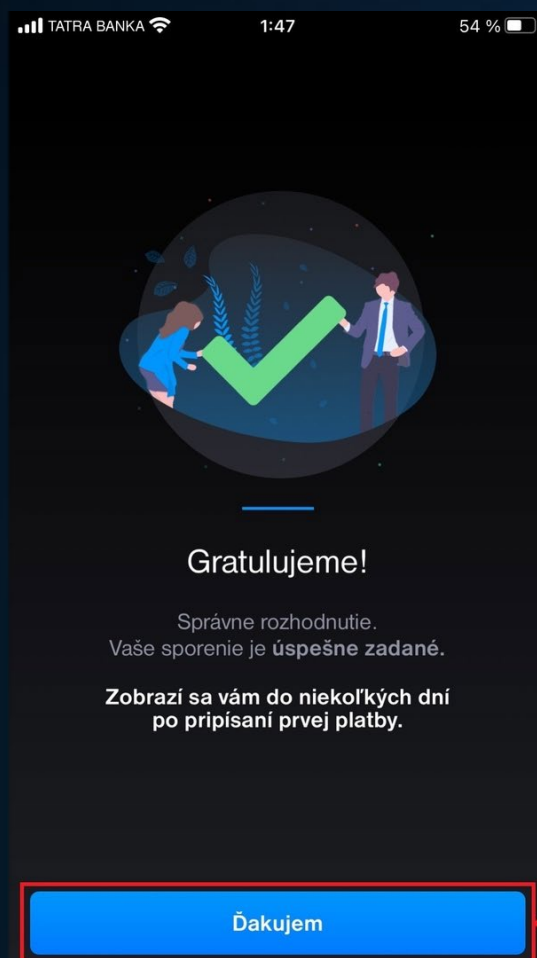 TATRA BANKA 1:47 54 %
Gratulujeme!
Správne rozhodnutie.
Vaše sporenie je úspešne zadané.
Zobrazí sa vám do niekoľkých dní
po pripísaní prvej platby.
Ďakujem